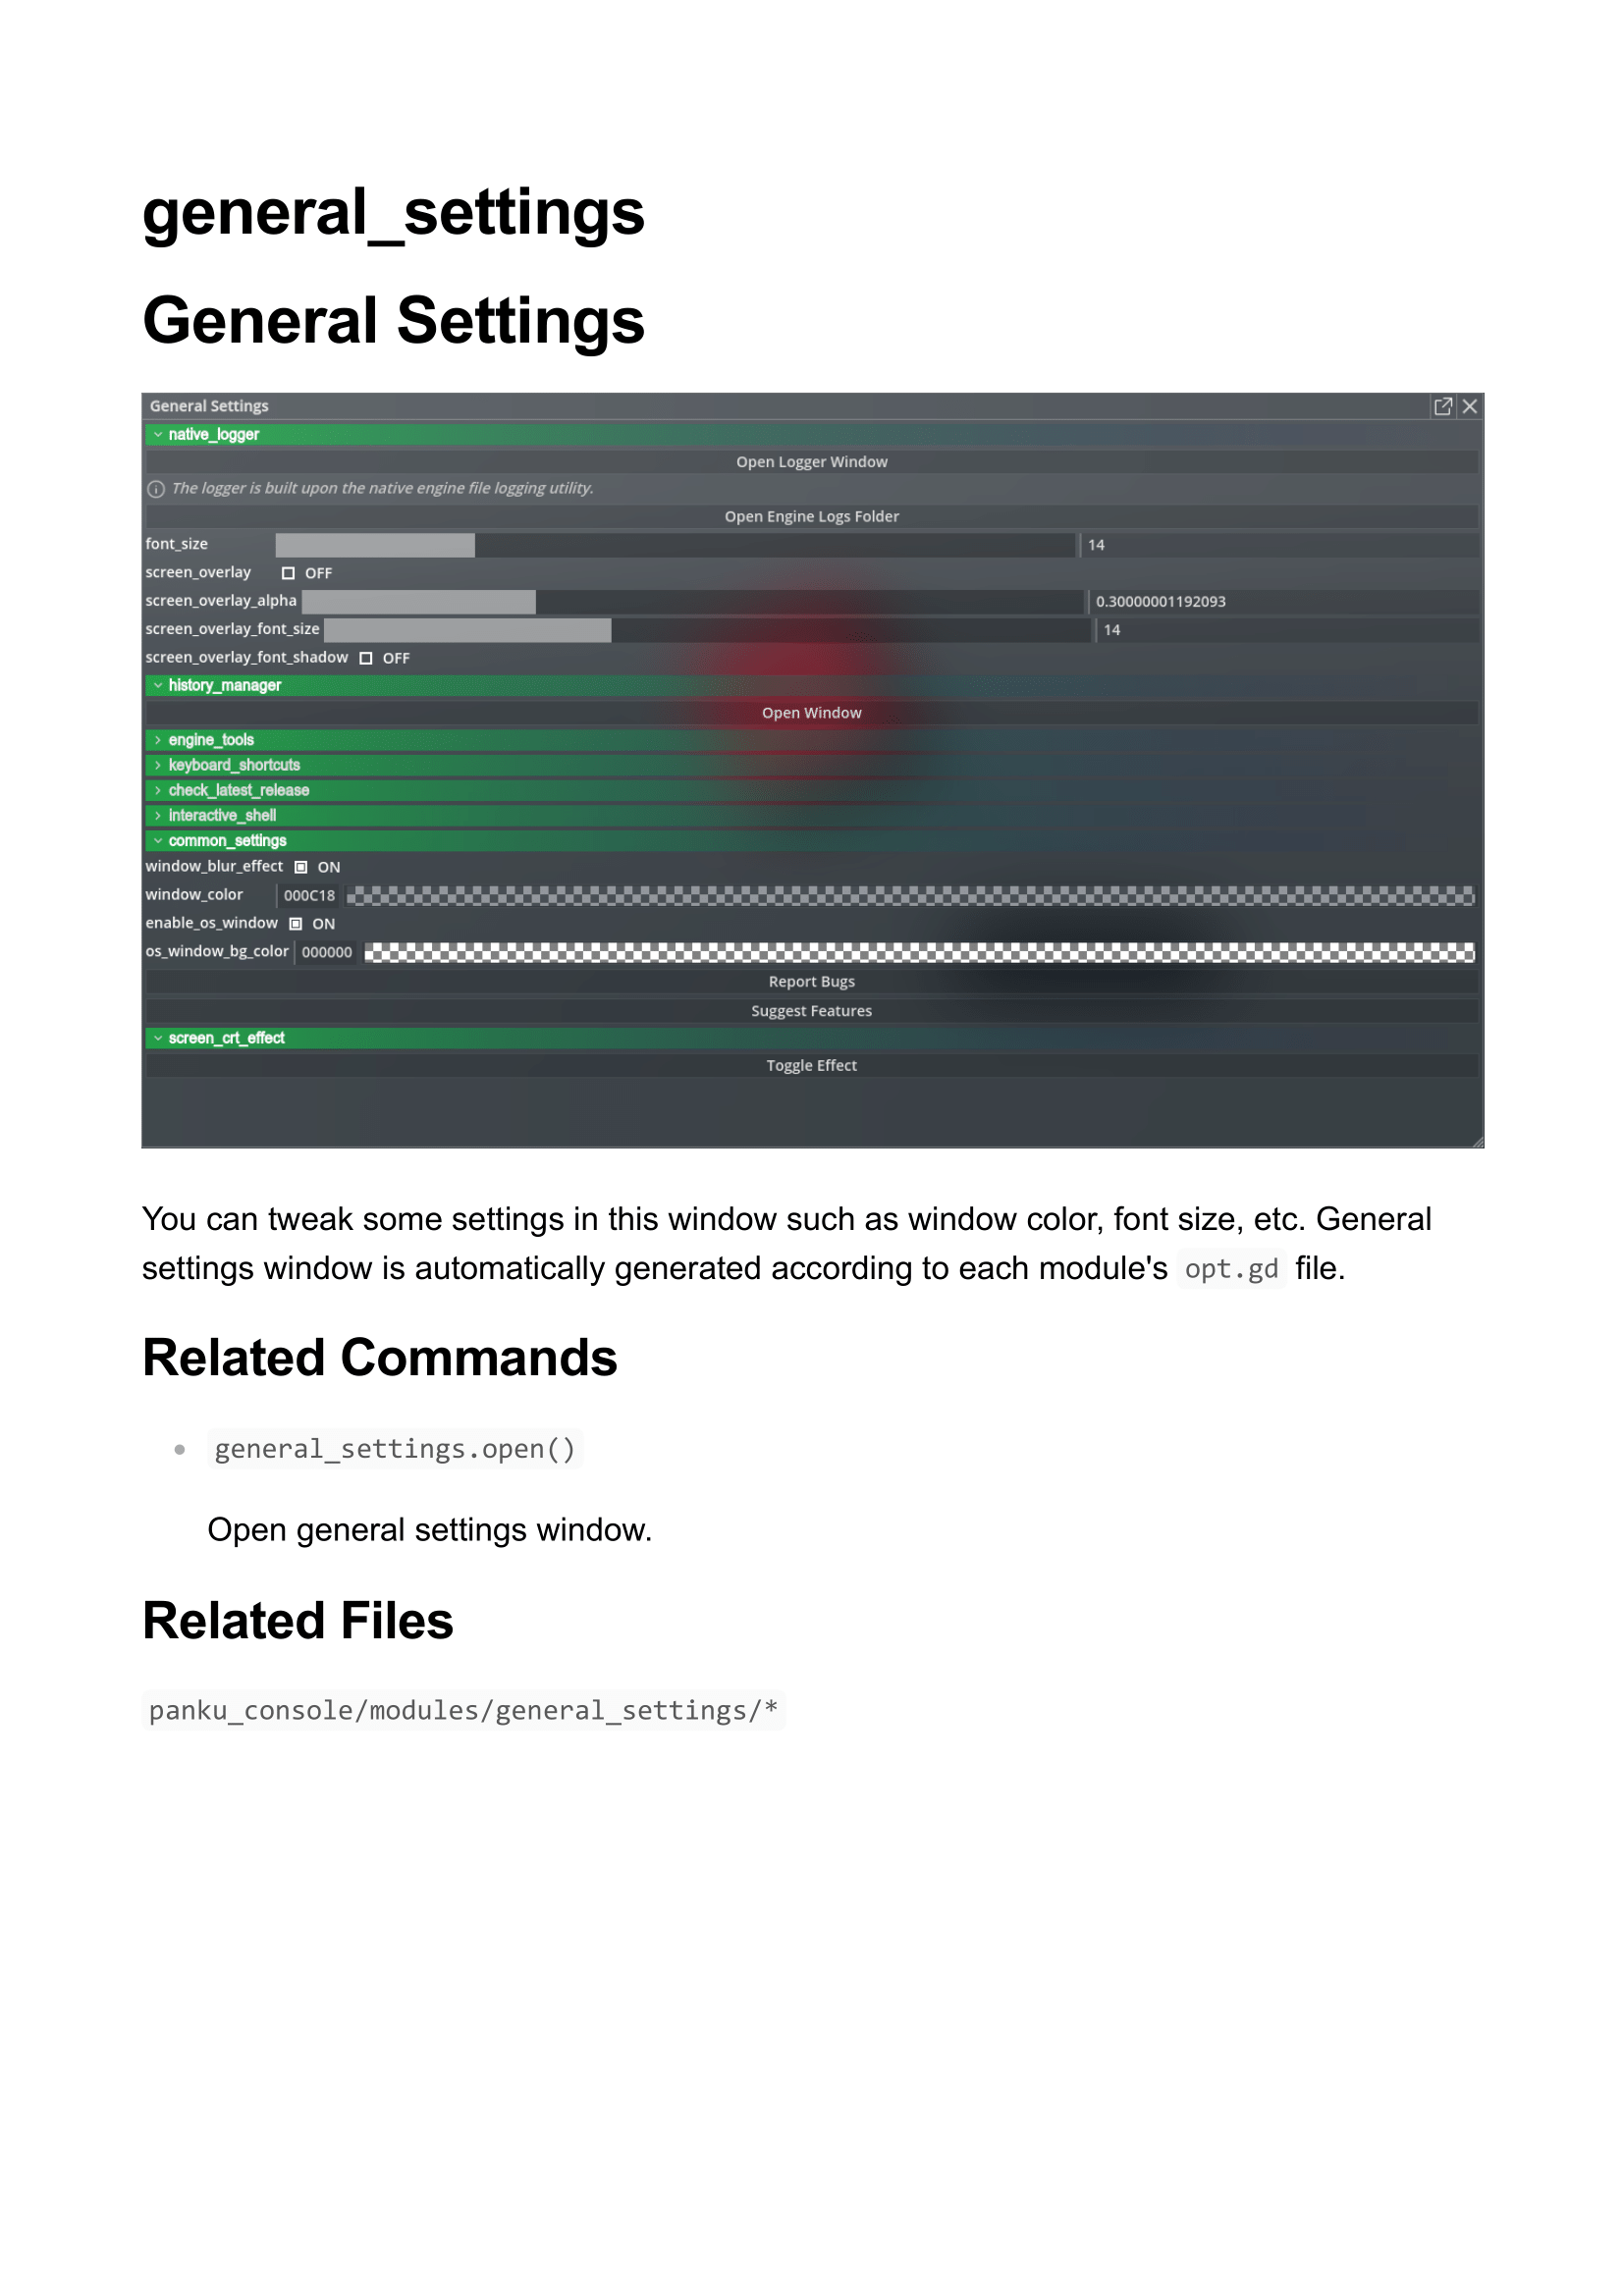 general_settings
General Settings
General Settings
native_logger
Open Logger Window
The logger is built upon the native engine file logging utility.
Open Engine Logs Folder
font_size 14
screen_overlay OFF
screen_overlay_alpha 0.30000001192093
screen_overlay_font_size 14
screen_overlay_font_shadow OFF
history_manager
Open Window
engine_tools
keyboard_shortcuts
check_latest_release
interactive_shell
common_settings
window_blur_effect ON
window_color 000C18
enable_os_window ON
os_window_bg_color 000000
Report Bugs
Suggest Features
screen_crt_effect
Toggle Effect
You can tweak some settings in this window such as window color, font size, etc. General
settings window is automatically generated according to each module's opt.gd file.
Related Commands
general_settings.open()
Open general settings window.
Related Files
panku_console/modules/general_settings/*